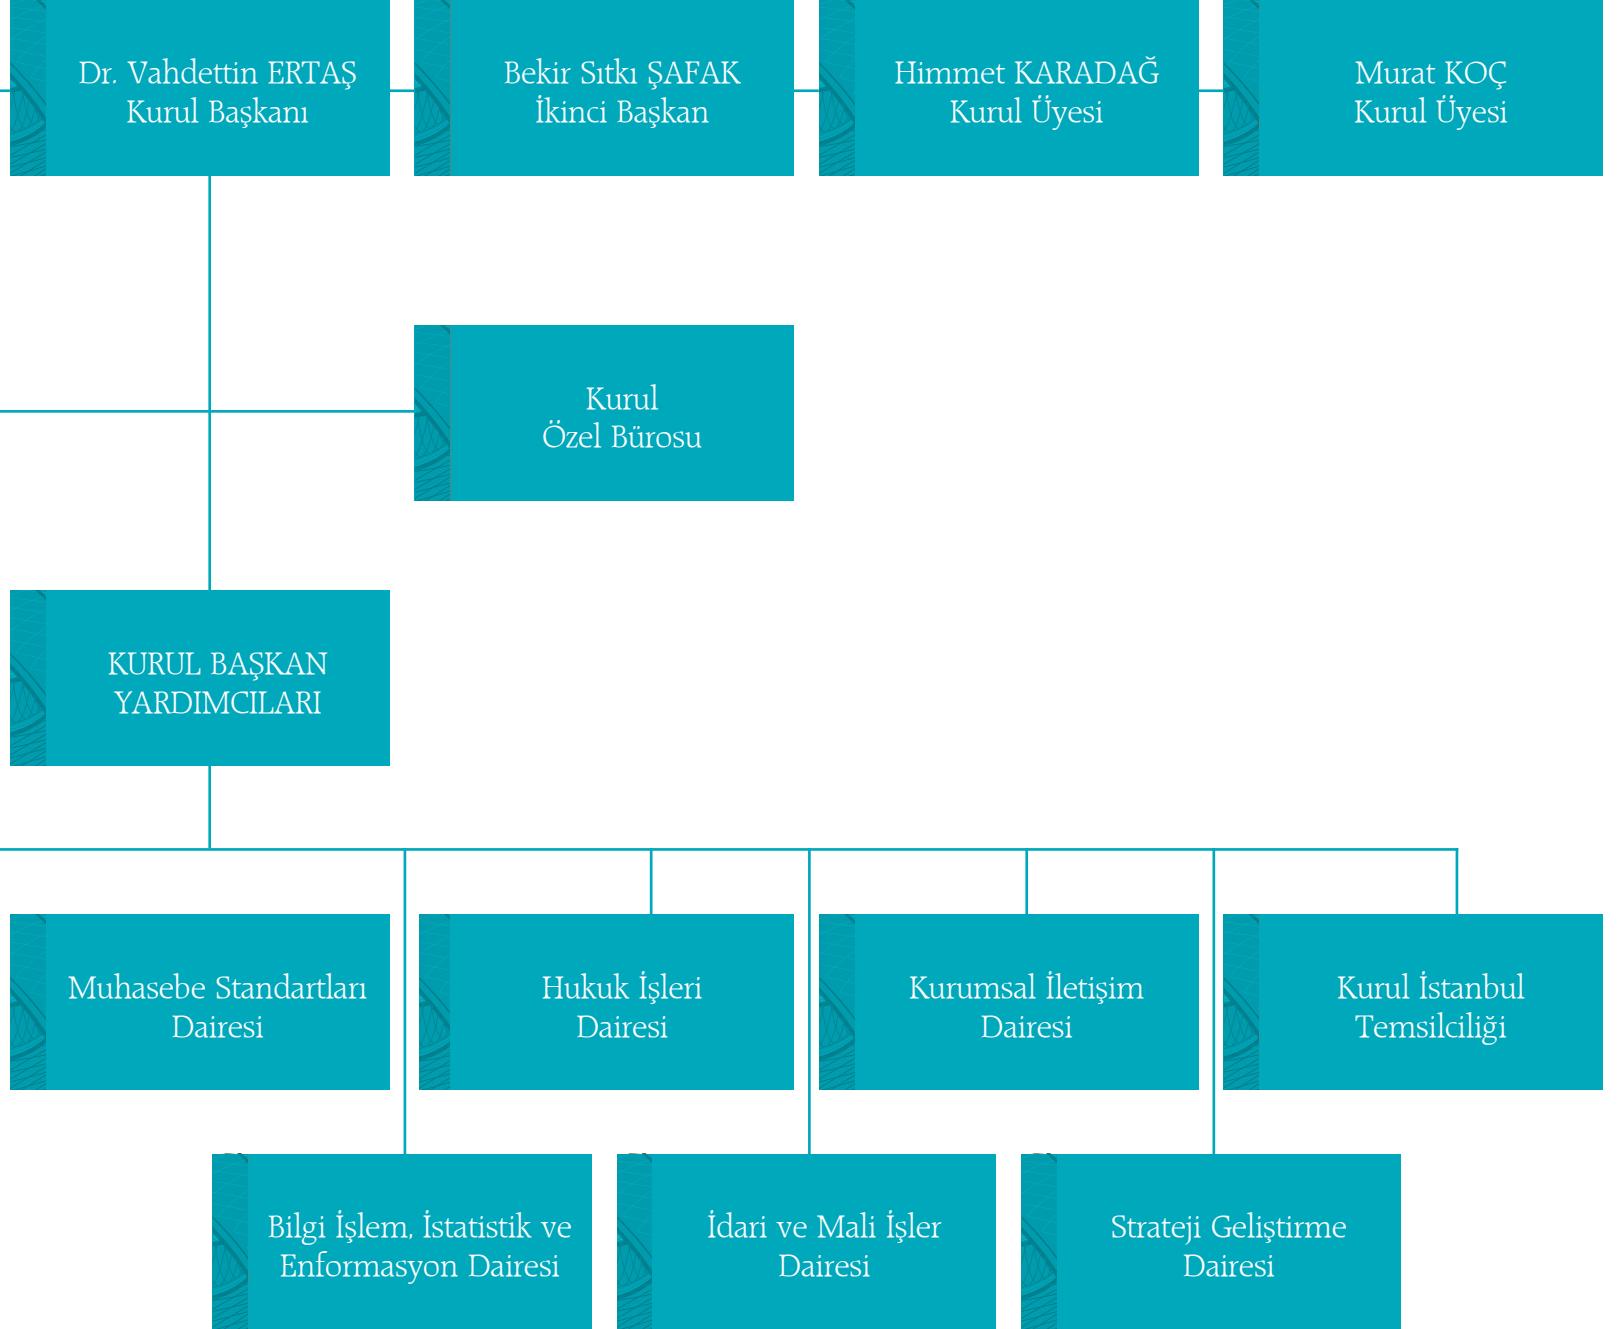 Dr. Vahdettin ERTAŞ
Kurul Başkanı
Bekir Sıtkı ŞAFAK
İkinci Başkan
Himmet KARADAĞ
Kurul Üyesi
Murat KOÇ
Kurul Üyesi
Kurul
Özel Bürosu
KURUL BAŞKAN
YARDIMCILARI
Muhasebe Standartları
Dairesi
Hukuk İşleri
Dairesi
Kurumsal İletişim
Dairesi
Kurul İstanbul
Temsilciliği
Bilgi İşlem, İstatistik ve
Enformasyon Dairesi
İdari ve Mali İşler
Dairesi
Strateji Geliştirme
Dairesi